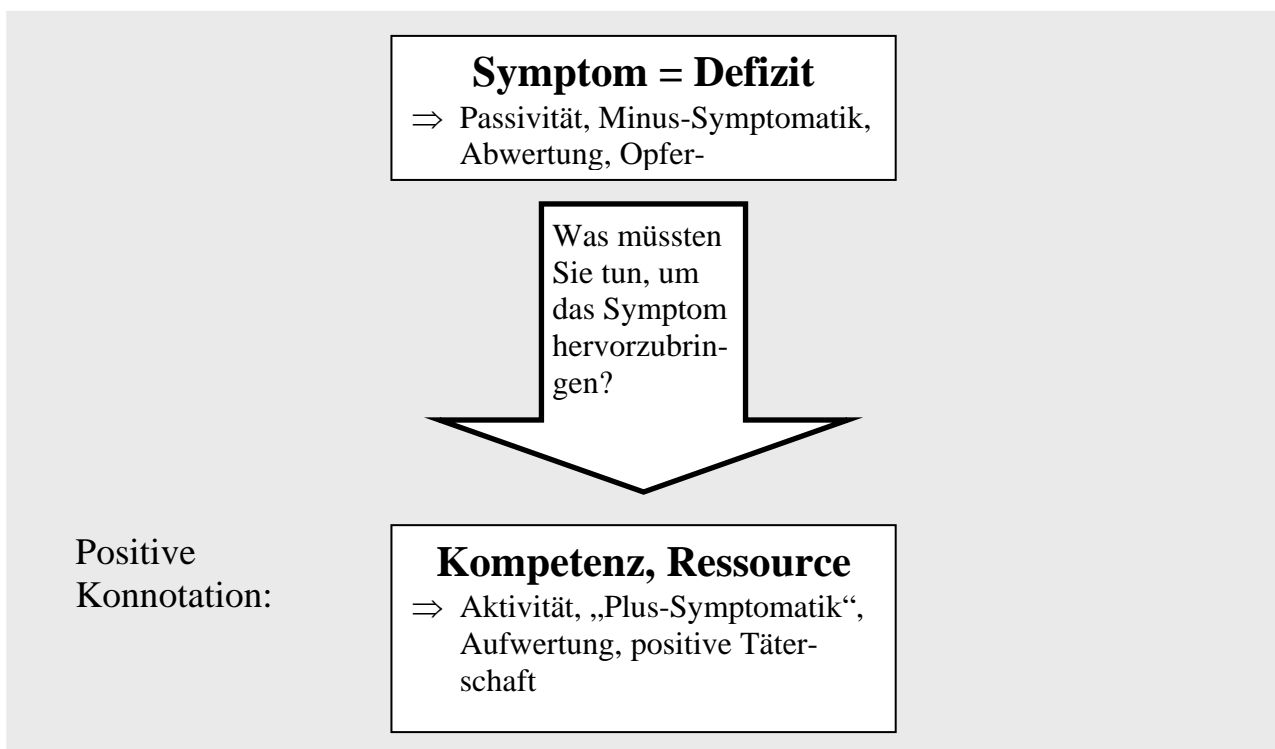 Symptom = Defizit
⇒ Passivität, Minus-Symptomatik,
Abwertung, Opfer-
Was müssten
Sie tun, um
das Symptom
hervorzubrin-
gen?
Positive
Konnotation:
Kompetenz, Ressource
⇒ Aktivität, „Plus-Symptomatik“,
Aufwertung, positive Täter-
schaft